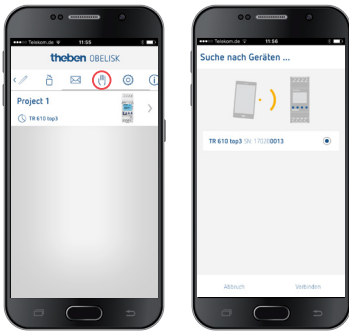 Telekom.de 11:55
theben OBELISK
Project 1
TR 610 top3
Telekom.de 11:56
Suche nach Geräten ...
TR 610 top3 SN: 170200013
Abbruch
Verbinden